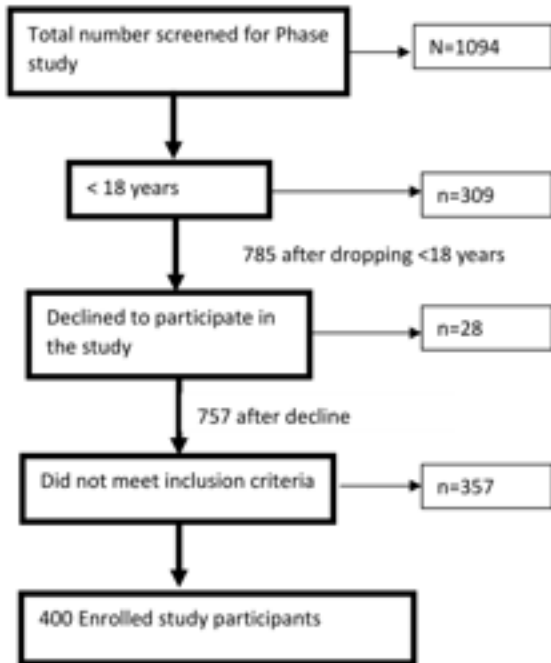 Total number screened for Phase
study
N=1094
< 18 years
n=309
785 after dropping <18 years
Declined to participate in
the study
n=28
757 after decline
Did not meet inclusion criteria
n=357
400 Enrolled study participants